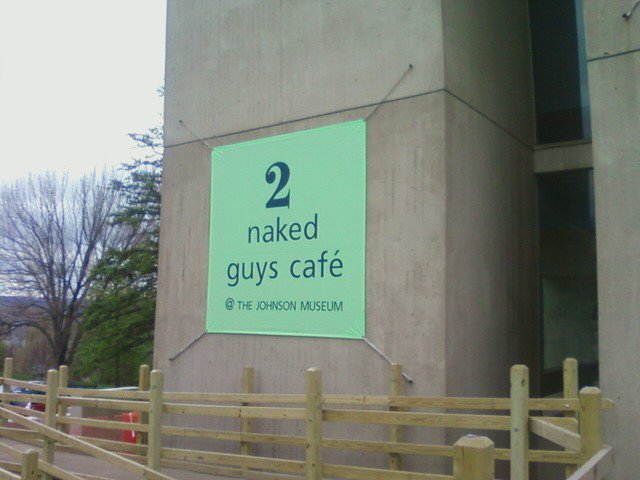 2
naked
guys café
@ THE JOHNSON MUSEUM